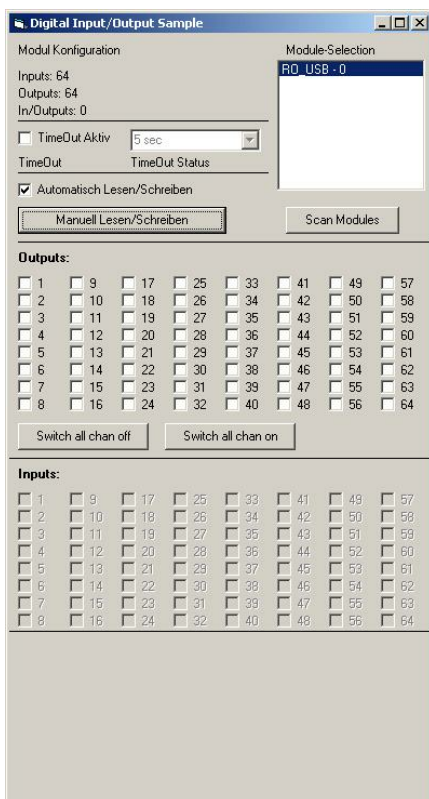 Digital Input/Output Sample
Modul Konfiguration
Module-Selection
Inputs: 64
Outputs: 64
In/Outputs: 0
RO_USB - 0
TimeOut Aktiv
5 sec
TimeOut
TimeOut Status
Automatisch Lesen/Schreiben
Manuell Lesen/Schreiben
Scan Modules
Outputs:
1 9 17 25 33 41 49 57
2 10 18 26 34 42 50 58
3 11 19 27 35 43 51 59
4 12 20 28 36 44 52 60
5 13 21 29 37 45 53 61
6 14 22 30 38 46 54 62
7 15 23 31 39 47 55 63
8 16 24 32 40 48 56 64
Switch all chan off
Switch all chan on
Inputs:
1 9 17 25 33 41 49 57
2 10 18 26 34 42 50 58
3 11 19 27 35 43 51 59
4 12 20 28 36 44 52 60
5 13 21 29 37 45 53 61
6 14 22 30 38 46 54 62
7 15 23 31 39 47 55 63
8 16 24 32 40 48 56 64